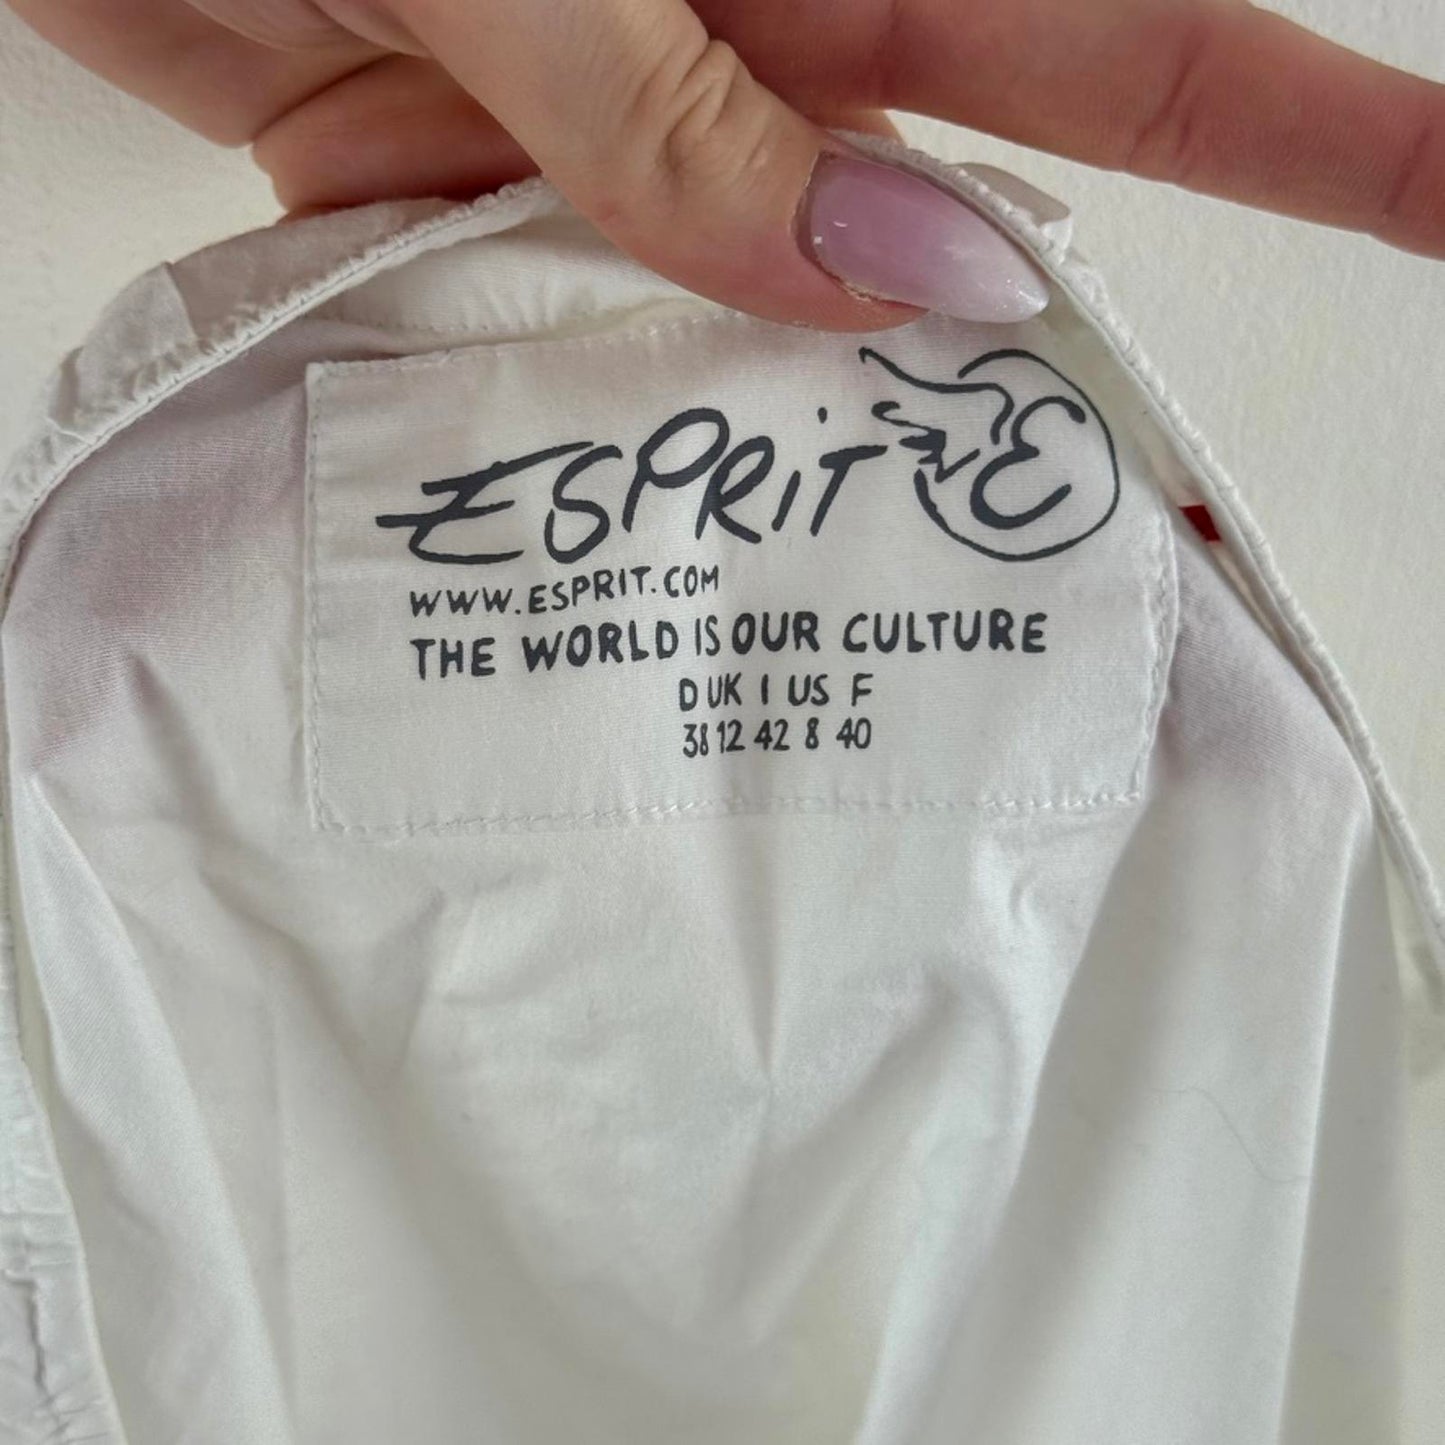 ESPRiT E
WWW.ESPRIT.COM
THE WORLD IS OUR CULTURE
D UK I US F
38 12 42 8 40